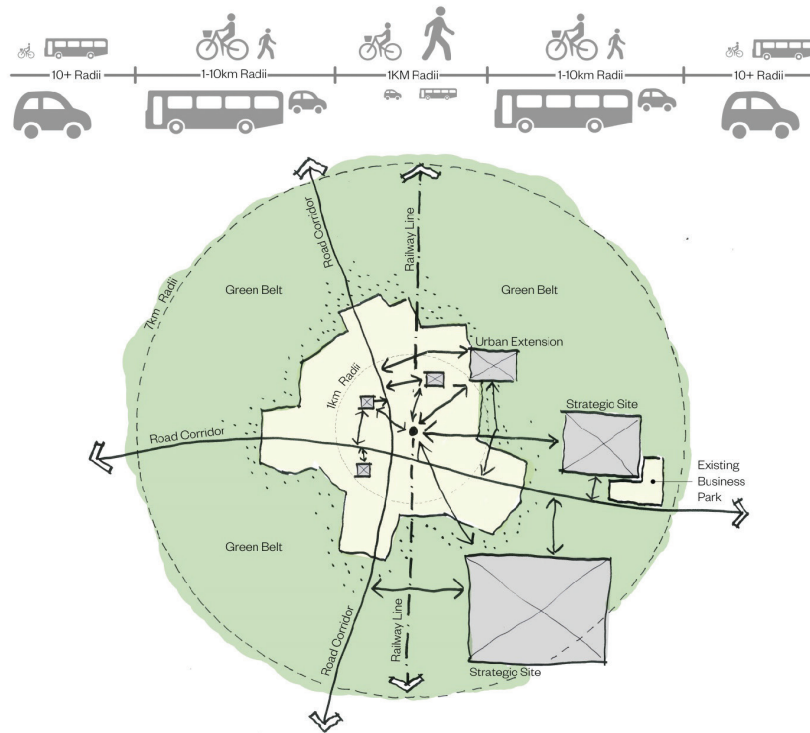 10+ Radii
1-10km Radii
1KM Radii
1-10km Radii
10+ Radii
Road Corridor
Railway Line
7km Radii
Green Belt
Green Belt
Urban Extension
1km Radii
Strategic Site
Road Corridor
Existing
Business
Park
Green Belt
Road Corridor
Railway Line
Strategic Site